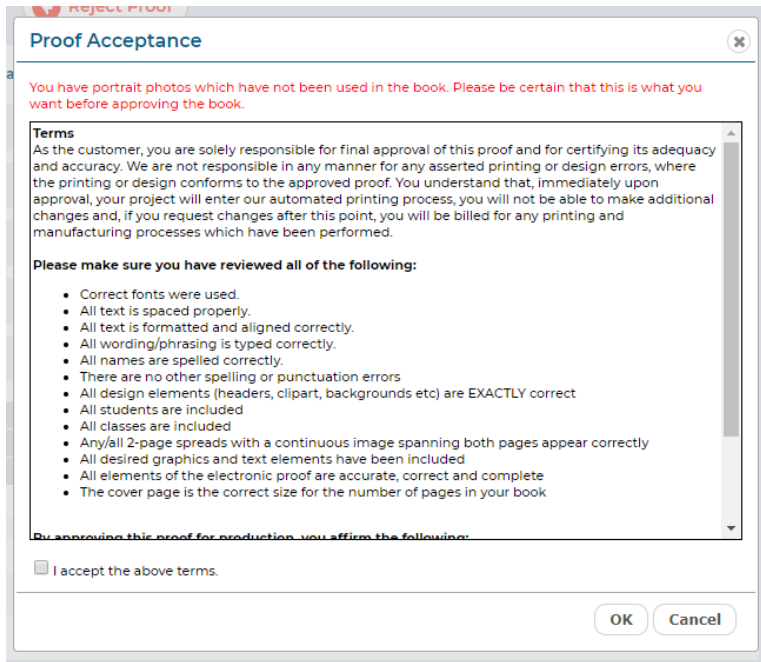 Reject Proof
Proof Acceptance
You have portrait photos which have not been used in the book. Please be certain that this is what you
want before approving the book.
Terms
As the customer, you are solely responsible for final approval of this proof and for certifying its adequacy
and accuracy. We are not responsible in any manner for any asserted printing or design errors, where
the printing or design conforms to the approved proof. You understand that, immediately upon
approval, your project will enter our automated printing process, you will not be able to make additional
changes and, if you request changes after this point, you will be billed for any printing and
manufacturing processes which have been performed.
Please make sure you have reviewed all of the following:
• Correct fonts were used.
• All text is spaced properly.
• All text is formatted and aligned correctly.
• All wording/phrasing is typed correctly.
• All names are spelled correctly.
• There are no other spelling or punctuation errors
• All design elements (headers, clipart, backgrounds etc) are EXACTLY correct
• All students are included
• All classes are included
• Any/all 2-page spreads with a continuous image spanning both pages appear correctly
• All desired graphics and text elements have been included
• All elements of the electronic proof are accurate, correct and complete
• The cover page is the correct size for the number of pages in your book
By approving this proof for production, you affirm the following:
I accept the above terms.
OK Cancel